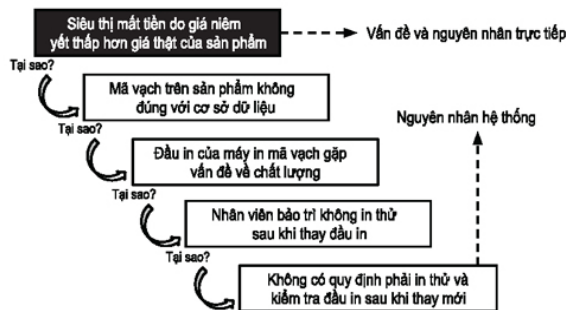 Siêu thị mất tiền do giá niêm
yết thấp hơn giá thật của sản phẩm
Vấn đề và nguyên nhân trực tiếp
Tại sao?
Mã vạch trên sản phẩm không
đúng với cơ sở dữ liệu
Nguyên nhân hệ thống
Tại sao?
Đầu in của máy in mã vạch gặp
vấn đề về chất lượng
Tại sao?
Nhân viên bảo trì không in thử
sau khi thay đầu in
Tại sao?
Không có quy định phải in thử và
kiểm tra đầu in sau khi thay mới